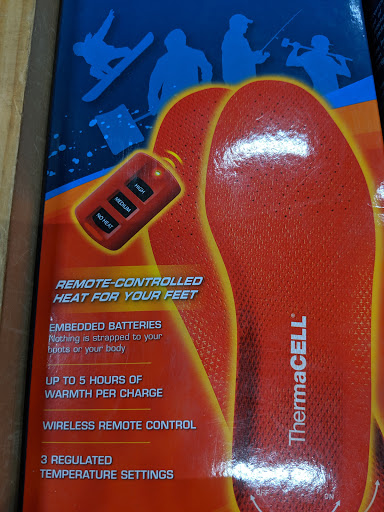 HIGH
MEDIUM
NO HEAT
REMOTE-CONTROLLED
HEAT FOR YOUR FEET
EMBEDDED BATTERIES
Nothing is strapped to your
boots or your body
UP TO 5 HOURS OF
WARMTH PER CHARGE
WIRELESS REMOTE CONTROL
3 REGULATED
TEMPERATURE SETTINGS
ThermaCELL®
ON